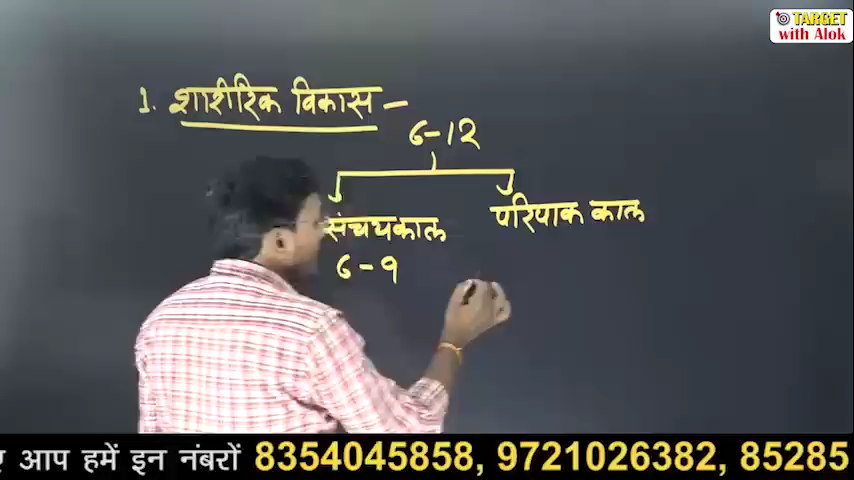 TARGET
with Alok
1. शारीरिक विकास -
6-12
संचयकाल
परिपाक काल
6-9
आप हमें इन नंबरों 8354045858, 9721026382, 85285